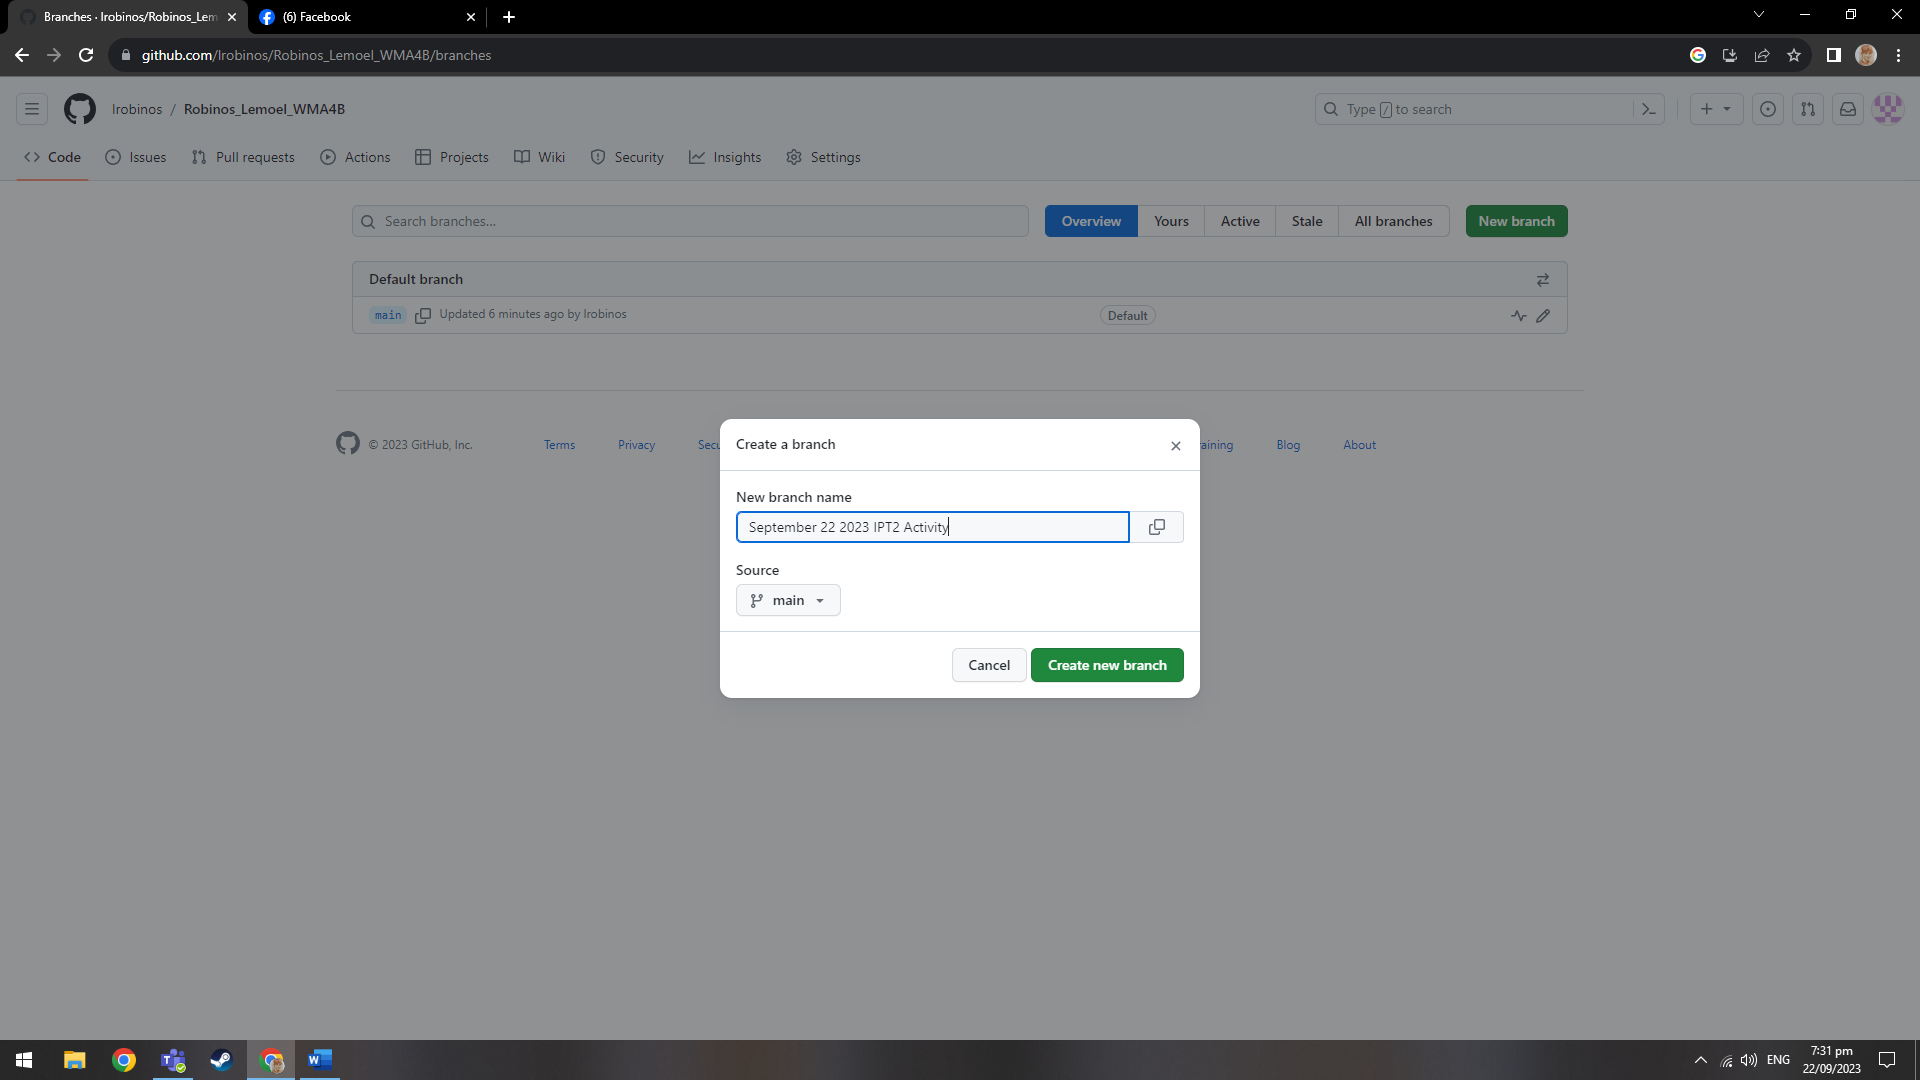 Branches · lrobinos/Robinos_Lem
(6) Facebook
github.com/lrobinos/Robinos_Lemoel_WMA4B/branches
lrobinos / Robinos_Lemoel_WMA4B
Type / to search
Code
Issues
Pull requests
Actions
Projects
Wiki
Security
Insights
Settings
Search branches...
Overview
Yours
Active
Stale
All branches
New branch
Default branch
main
Updated 6 minutes ago by lrobinos
Default
© 2023 GitHub, Inc.
Terms
Privacy
Secu
raining
Blog
About
Create a branch
New branch name
September 22 2023 IPT2 Activity
Source
main
Cancel
Create new branch
ENG
7:31 pm
22/09/2023